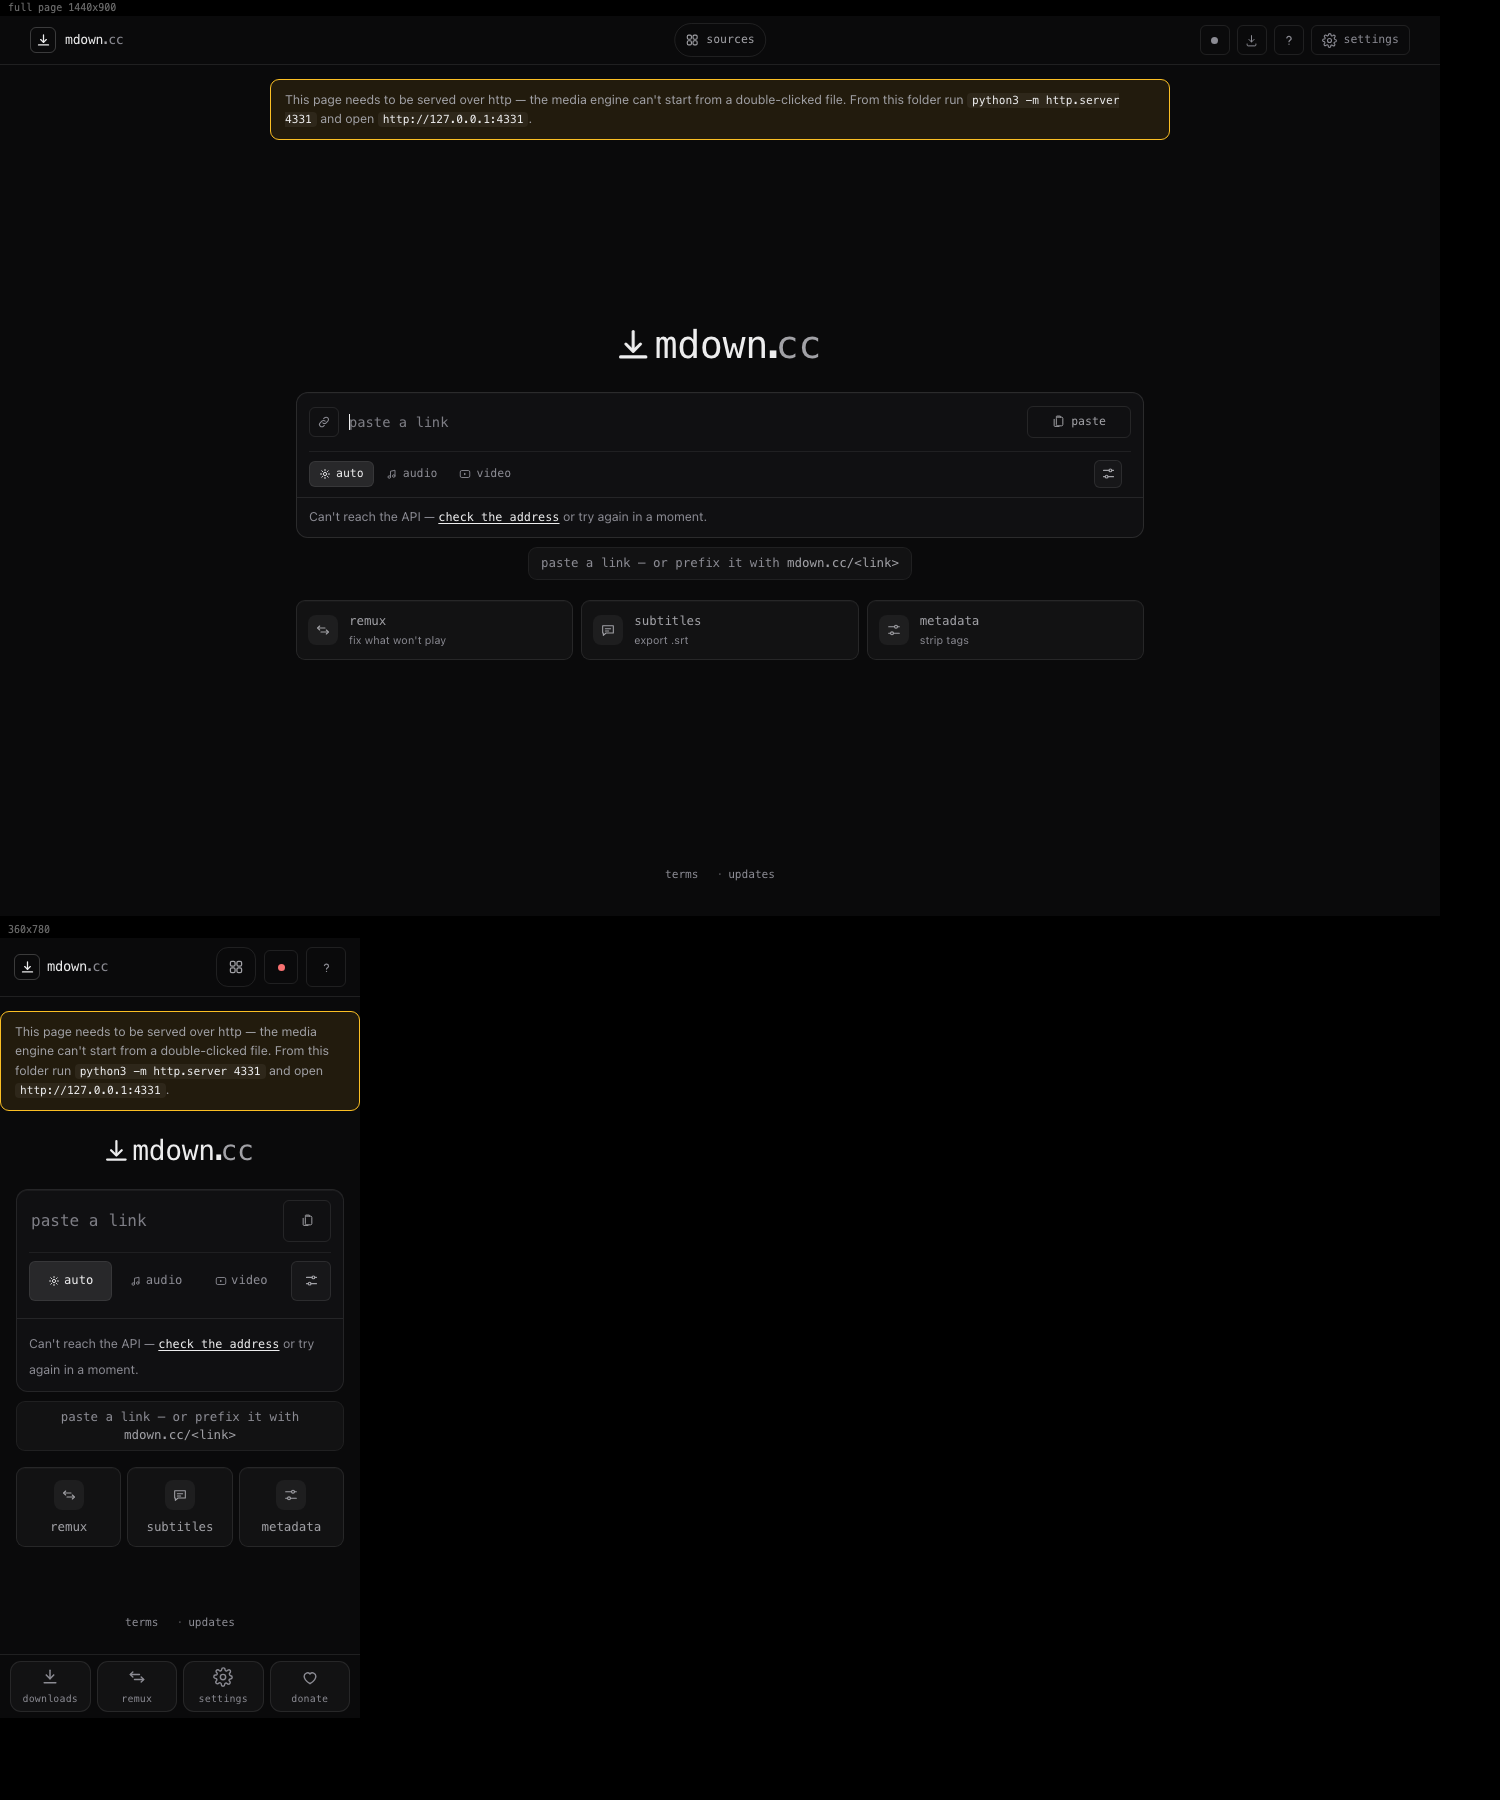 full page 1440x900
mdown.cc
sources
?
settings
This page needs to be served over http — the media engine can't start from a double-clicked file. From this folder run python3 -m http.server
4331 and open http://127.0.0.1:4331.
mdown.cc
paste a link
paste
auto
audio
video
Can't reach the API — check the address or try again in a moment.
paste a link — or prefix it with mdown.cc/<link>
remux
fix what won't play
subtitles
export .srt
metadata
strip tags
terms · updates
360x780
mdown.cc
?
This page needs to be served over http — the media
engine can't start from a double-clicked file. From this
folder run python3 -m http.server 4331 and open
http://127.0.0.1:4331.
mdown.cc
paste a link
auto
audio
video
Can't reach the API — check the address or try
again in a moment.
paste a link — or prefix it with
mdown.cc/<link>
remux
subtitles
metadata
terms · updates
downloads
remux
settings
donate